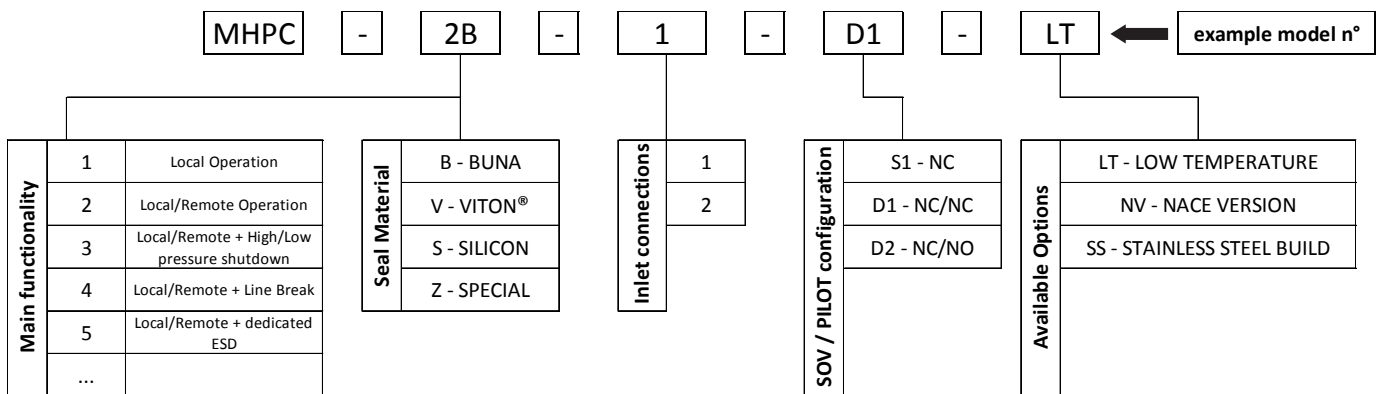 MHPC - 2B - 1 - D1 - LT example model n°
Main functionality
1 Local Operation
2 Local/Remote Operation
3 Local/Remote + High/Low
pressure shutdown
4 Local/Remote + Line Break
5 Local/Remote + dedicated
ESD
...
Seal Material
B - BUNA
V - VITON®
S - SILICON
Z - SPECIAL
Inlet connections
1
2
SOV / PILOT configuration
S1 - NC
D1 - NC/NC
D2 - NC/NO
Available Options
LT - LOW TEMPERATURE
NV - NACE VERSION
SS - STAINLESS STEEL BUILD